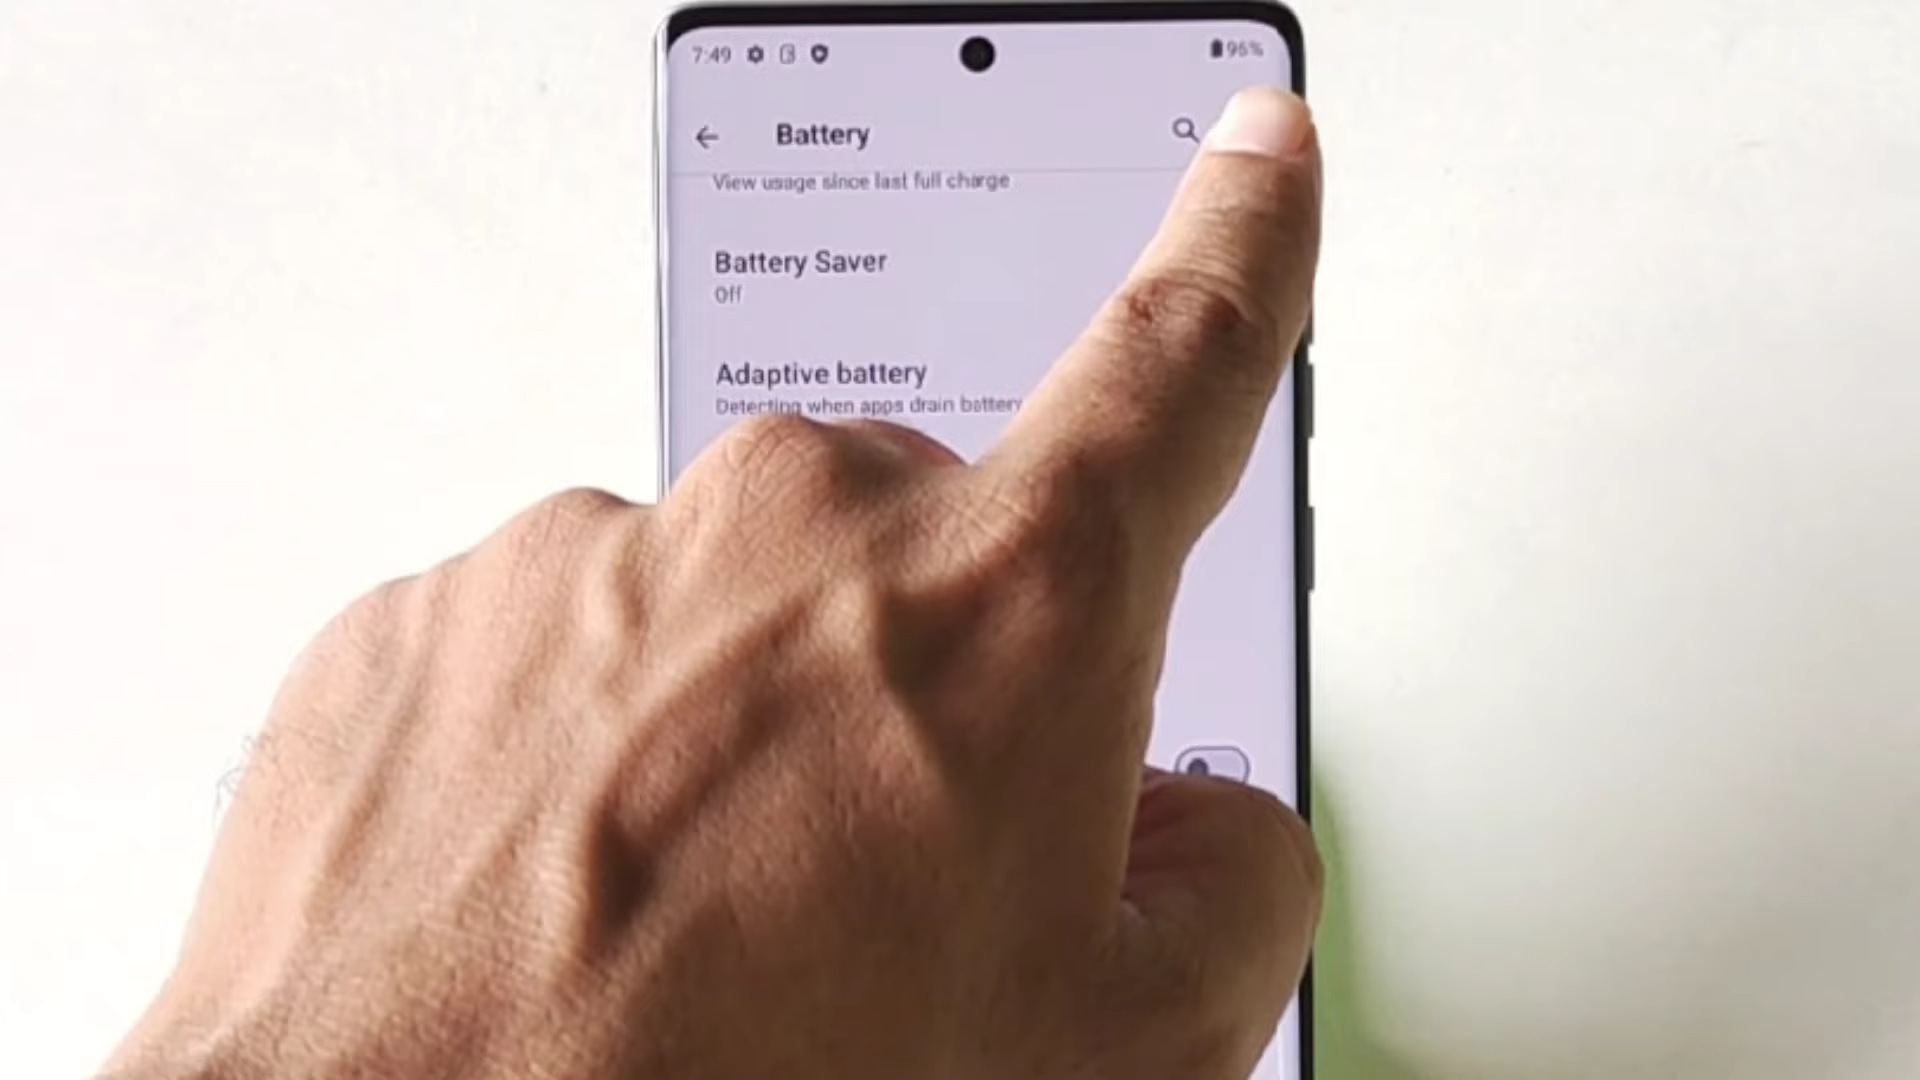 7:49 96%
Battery
View usage since last full charge
Battery Saver
Off
Adaptive battery
Detecting when apps drain battery